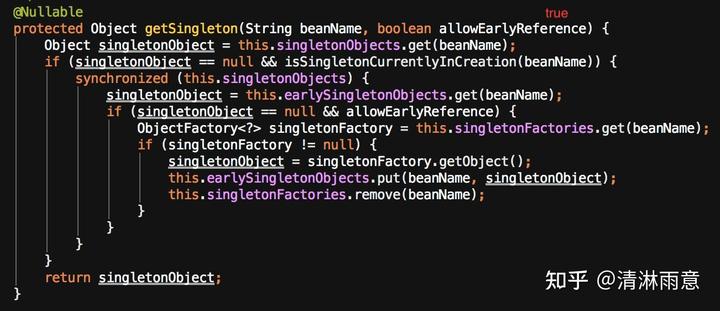 @Nullable
true
protected Object getSingleton(String beanName, boolean allowEarlyReference) {
Object singletonObject = this.singletonObjects.get(beanName);
if (singletonObject == null && isSingletonCurrentlyInCreation(beanName)) {
synchronized (this.singletonObjects) {
singletonObject = this.earlySingletonObjects.get(beanName);
if (singletonObject == null && allowEarlyReference) {
ObjectFactory<?> singletonFactory = this.singletonFactories.get(beanName);
if (singletonFactory != null) {
singletonObject = singletonFactory.getObject();
this.earlySingletonObjects.put(beanName, singletonObject);
this.singletonFactories.remove(beanName);
}
}
}
}
return singletonObject;
}
知乎 @清淋雨意